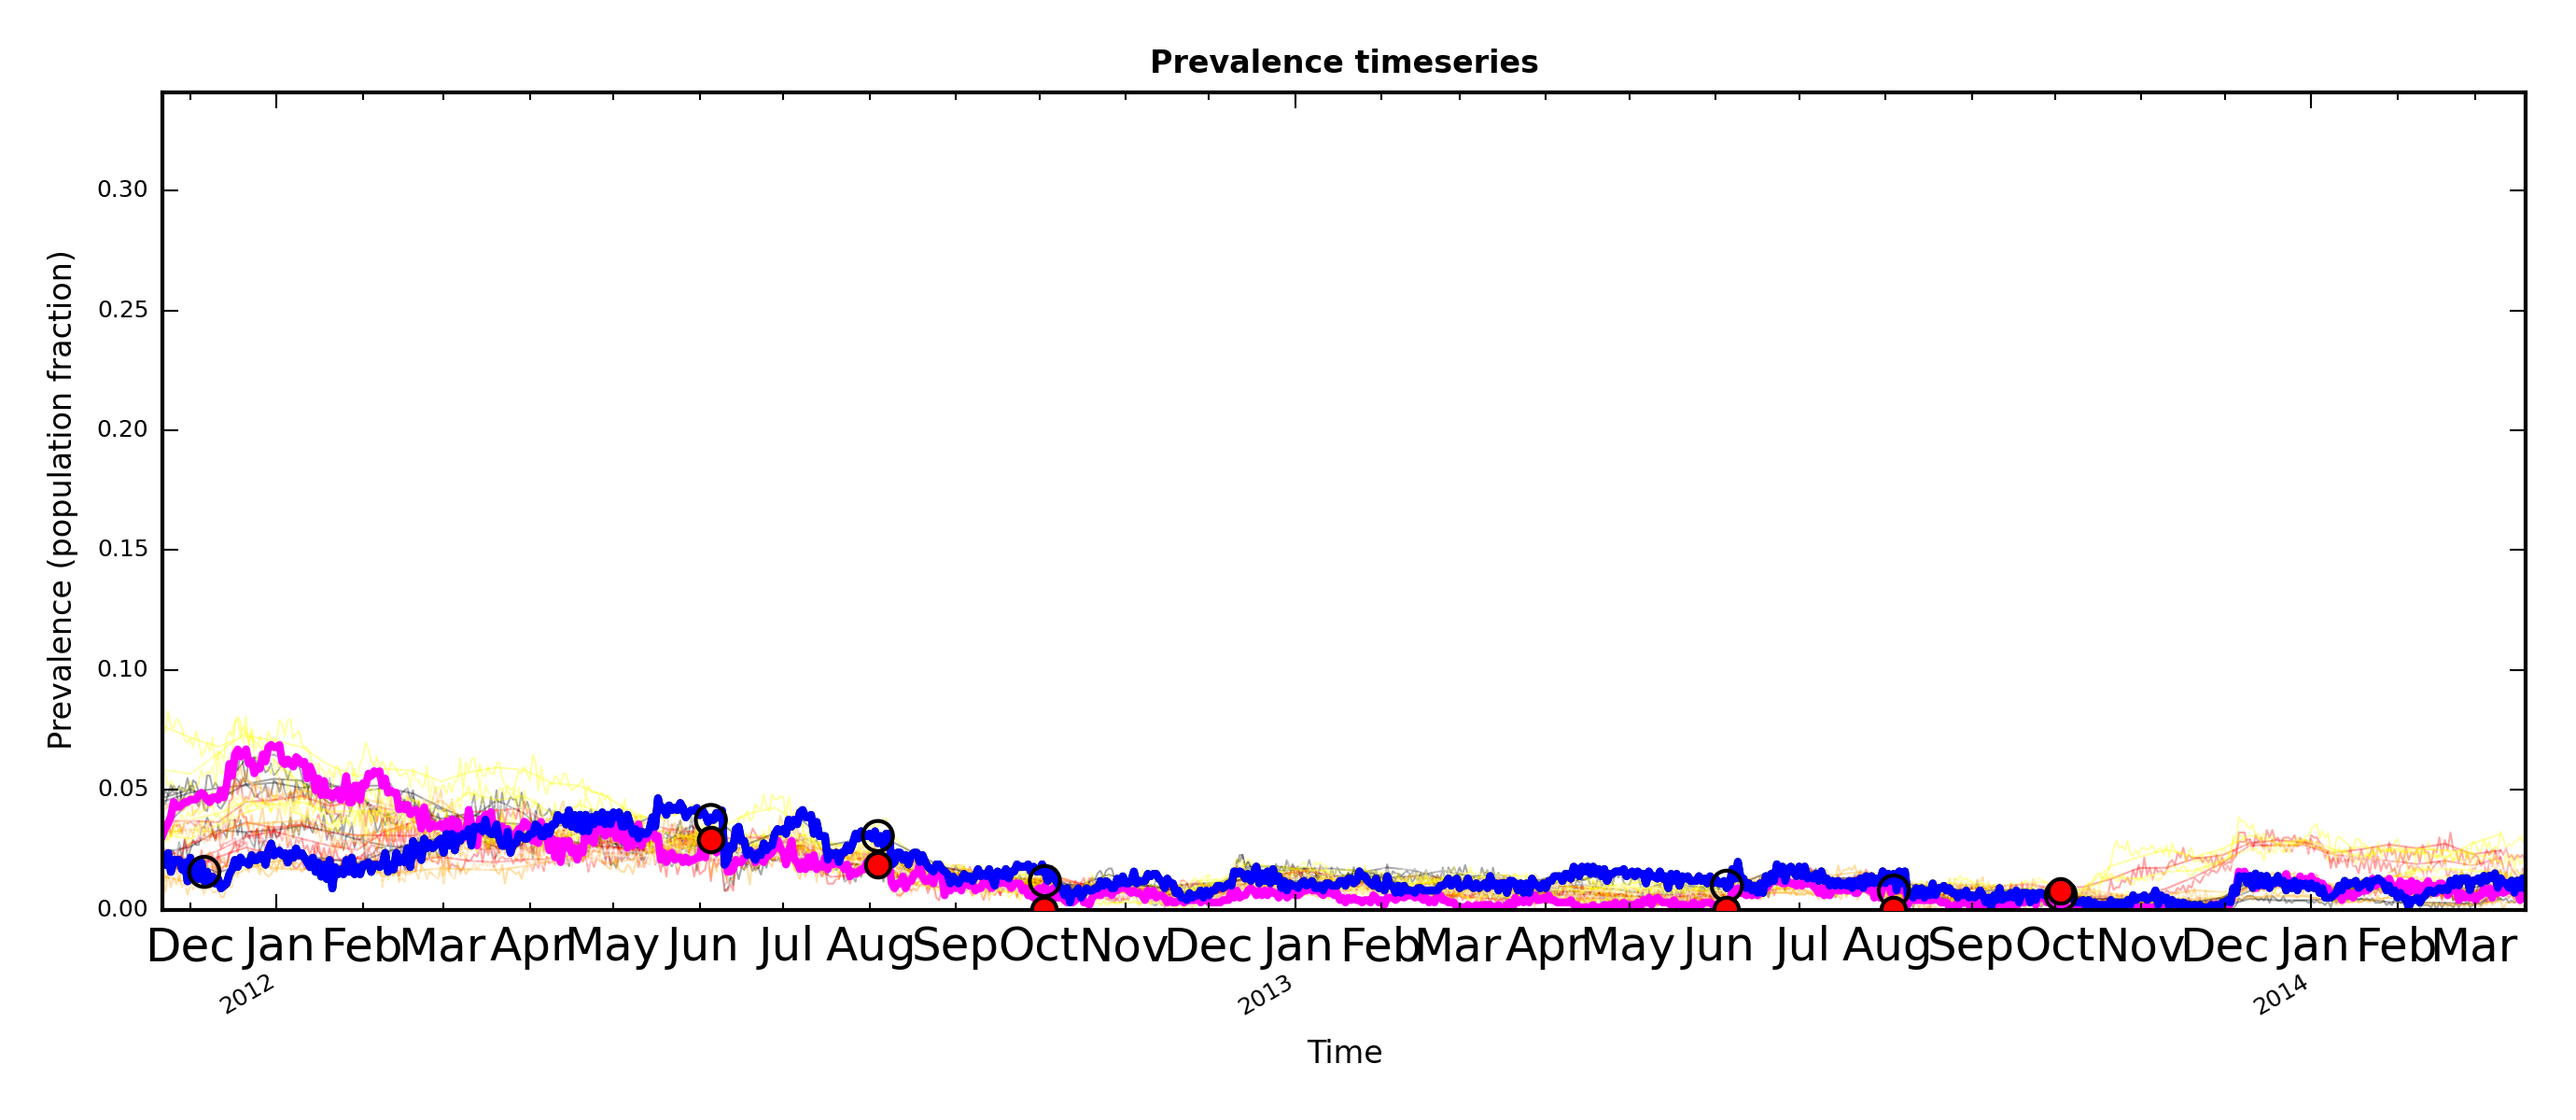 Prevalence timeseries
Prevalence (population fraction)
0.30
0.25
0.20
0.15
0.10
0.05
0.00
Dec Jan Feb Mar Apr May Jun Jul Aug Sep Oct Nov Dec Jan Feb Mar Apr May Jun Jul Aug Sep Oct Nov Dec Jan Feb Mar
2012 2013 2014
Time